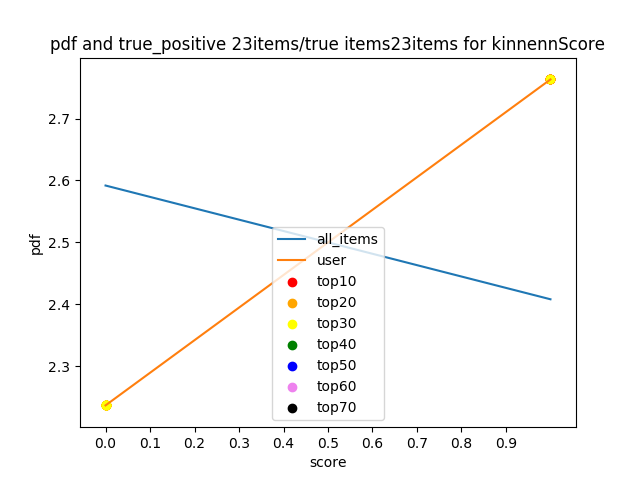 pdf and true_positive 23items/true items23items for kinnennScore
pdf
2.7
2.6
2.5
2.4
2.3
all_items
user
top10
top20
top30
top40
top50
top60
top70
0.0 0.1 0.2 0.3 0.4 0.5 0.6 0.7 0.8 0.9
score